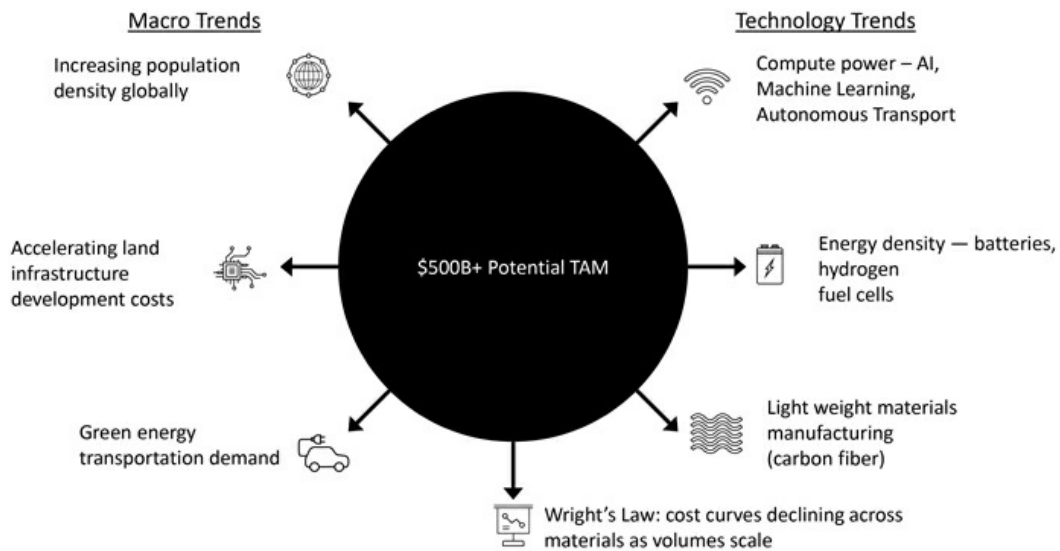 Macro Trends
Technology Trends
Increasing population
density globally
Compute power – AI,
Machine Learning,
Autonomous Transport
Accelerating land
infrastructure
development costs
$500B+ Potential TAM
Energy density — batteries,
hydrogen
fuel cells
Green energy
transportation demand
Light weight materials
manufacturing
(carbon fiber)
Wright's Law: cost curves declining across
materials as volumes scale